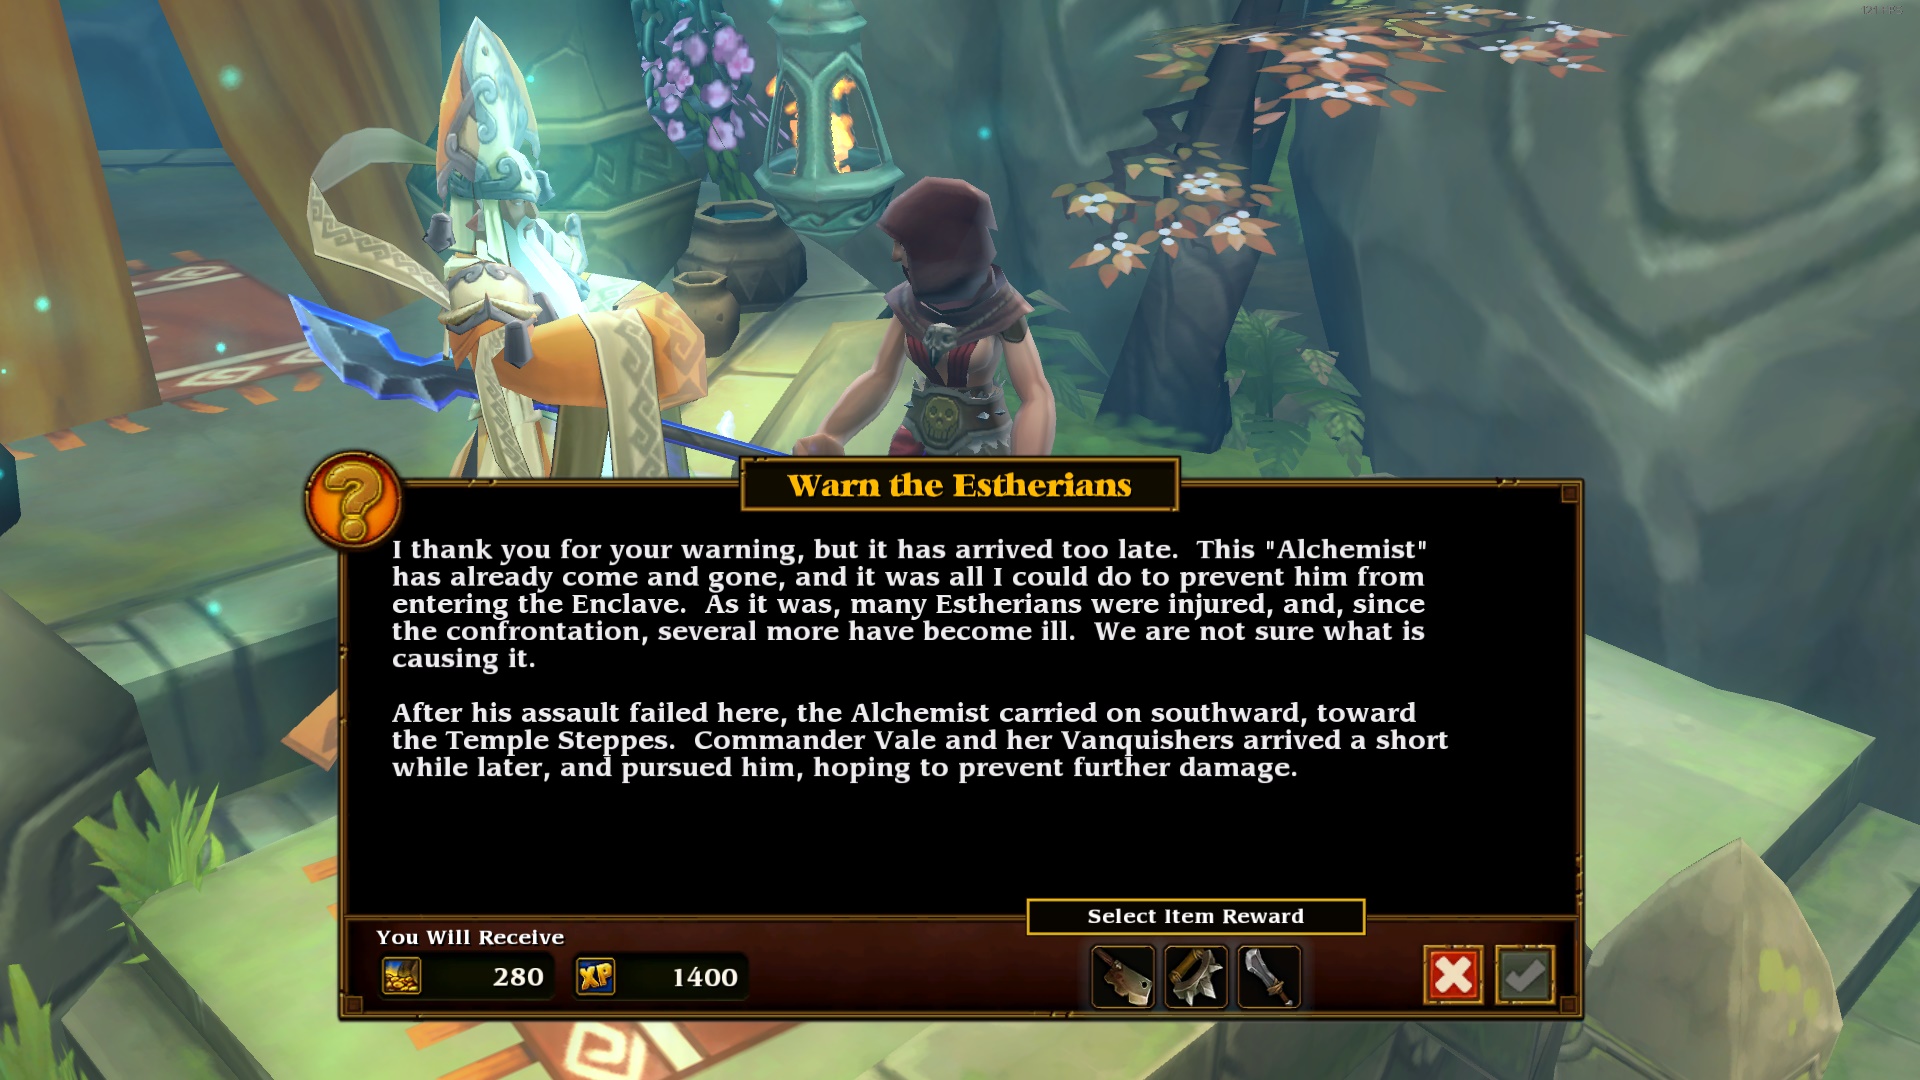 Warn the Estherians
I thank you for your warning, but it has arrived too late.  This "Alchemist"
has already come and gone, and it was all I could do to prevent him from
entering the Enclave.  As it was, many Estherians were injured, and, since
the confrontation, several more have become ill.  We are not sure what is
causing it.
After his assault failed here, the Alchemist carried on southward, toward
the Temple Steppes.  Commander Vale and her Vanquishers arrived a short
while later, and pursued him, hoping to prevent further damage.
Select Item Reward
You Will Receive
280
XP
1400